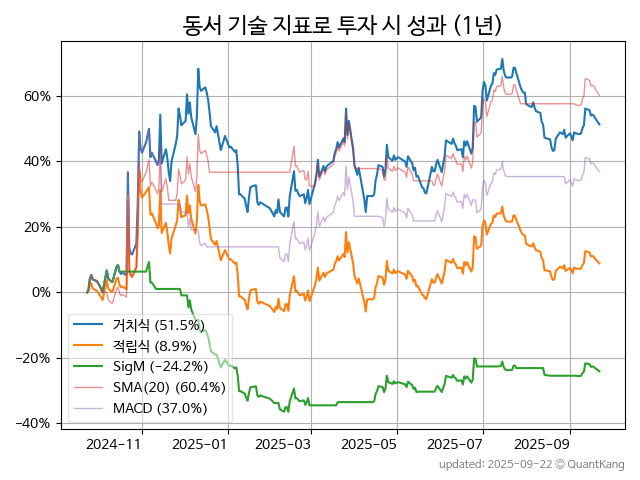 동서 기술 지표로 투자 시 성과 (1년)
60%
40%
20%
0%
−20%
−40%
거치식 (51.5%)
적립식 (8.9%)
SigM (−24.2%)
SMA(20) (60.4%)
MACD (37.0%)
2024-11
2025-01
2025-03
2025-05
2025-07
2025-09
updated: 2025-09-22 © QuantKang